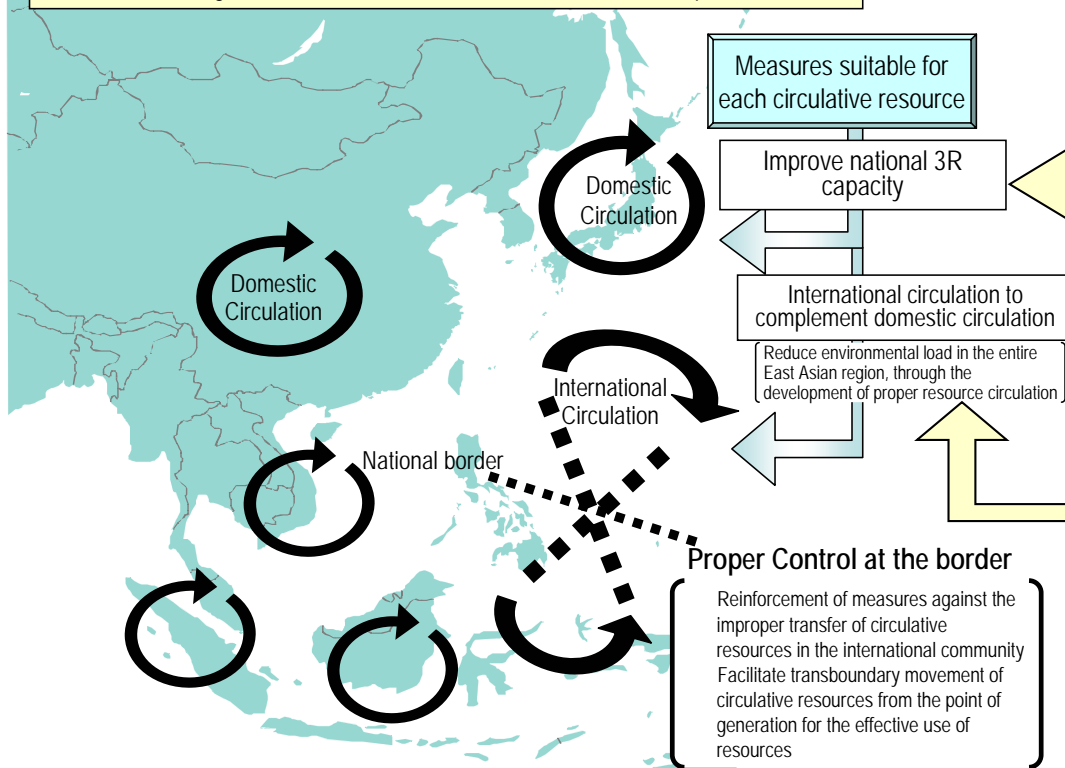 Measures suitable for
each circulative resource
Improve national 3R
capacity
Domestic
Circulation
Domestic
Circulation
International circulation to
complement domestic circulation
Reduce environmental load in the entire
East Asian region, through the
development of proper resource circulation
International
Circulation
National border
Proper Control at the border
Reinforcement of measures against the
improper transfer of circulative
resources in the international community
Facilitate transboundary movement of
circulative resources from the point of
generation for the effective use of
resources